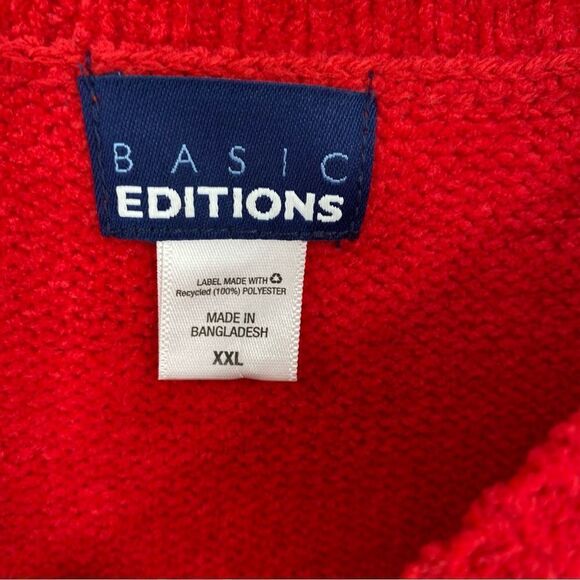 BASIC
EDITIONS
LABEL MADE WITH ♻
Recycled (100%) POLYESTER
MADE IN
BANGLADESH
XXL